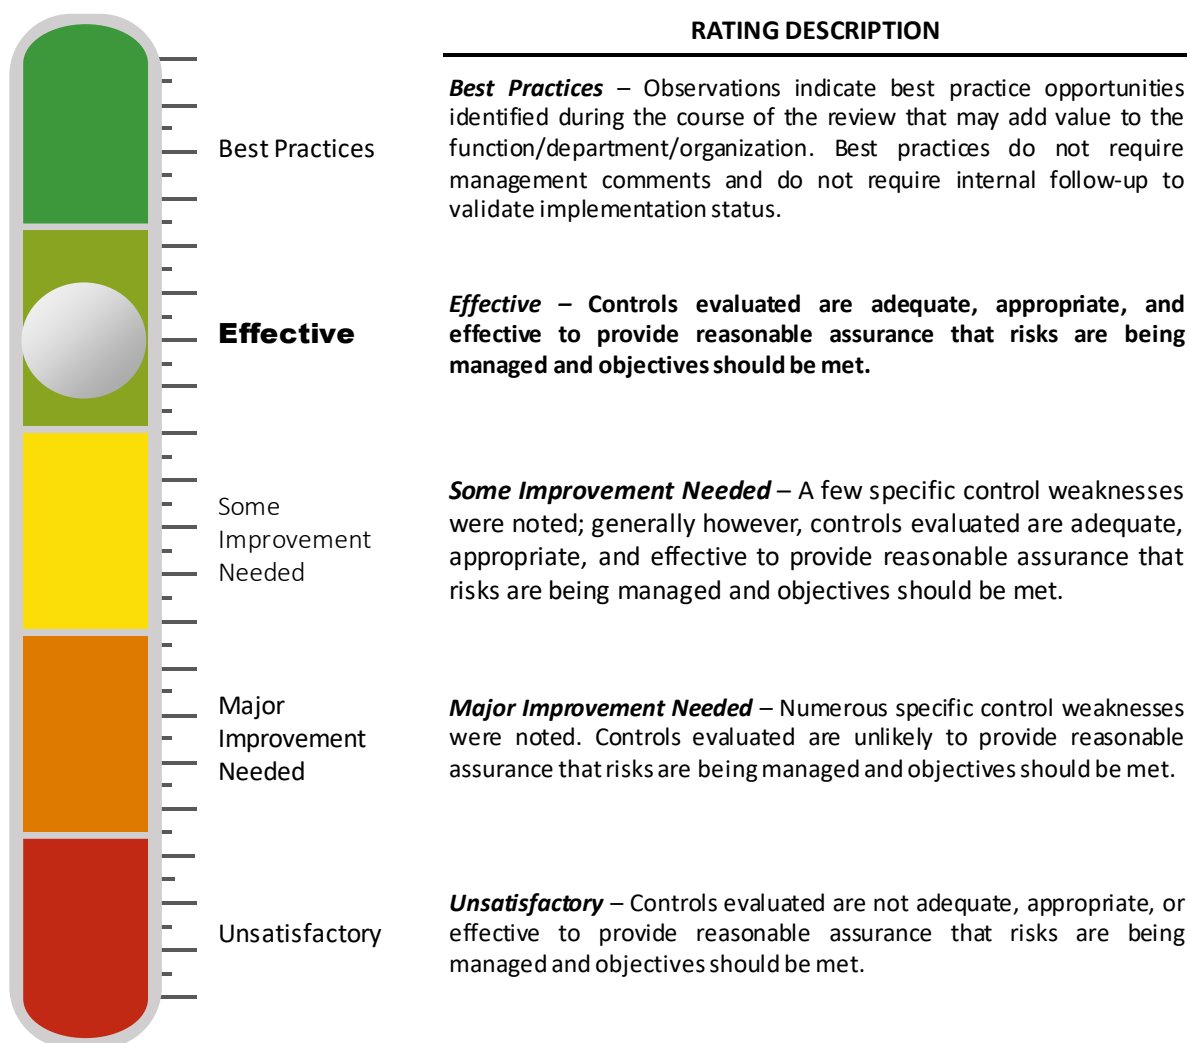 RATING DESCRIPTION
Best Practices
Best Practices – Observations indicate best practice opportunities
identified during the course of the review that may add value to the
function/department/organization. Best practices do not require
management comments and do not require internal follow-up to
validate implementation status.
Effective
Effective – Controls evaluated are adequate, appropriate, and
effective to provide reasonable assurance that risks are being
managed and objectives should be met.
Some
Improvement
Needed
Some Improvement Needed – A few specific control weaknesses
were noted; generally however, controls evaluated are adequate,
appropriate, and effective to provide reasonable assurance that
risks are being managed and objectives should be met.
Major
Improvement
Needed
Major Improvement Needed – Numerous specific control weaknesses
were noted. Controls evaluated are unlikely to provide reasonable
assurance that risks are being managed and objectives should be met.
Unsatisfactory
Unsatisfactory – Controls evaluated are not adequate, appropriate, or
effective to provide reasonable assurance that risks are being
managed and objectives should be met.